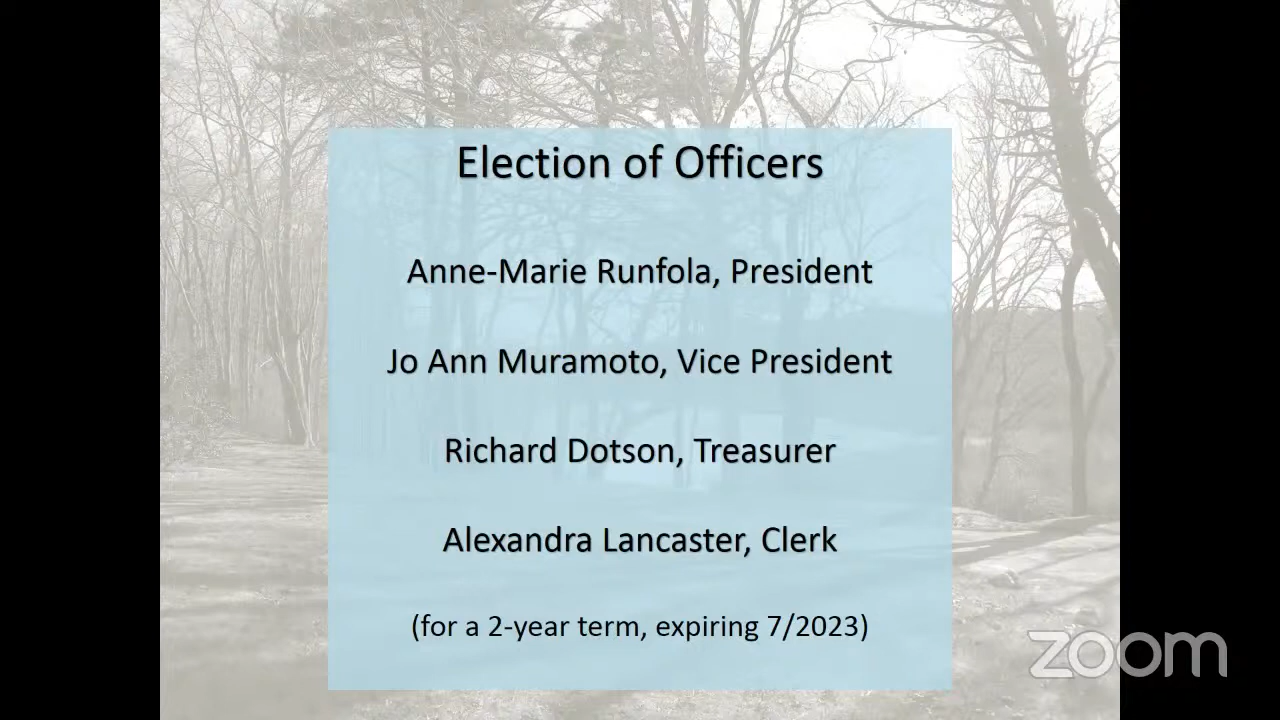 Election of Officers
Anne-Marie Runfola, President
Jo Ann Muramoto, Vice President
Richard Dotson, Treasurer
Alexandra Lancaster, Clerk
(for a 2-year term, expiring 7/2023)
zoom